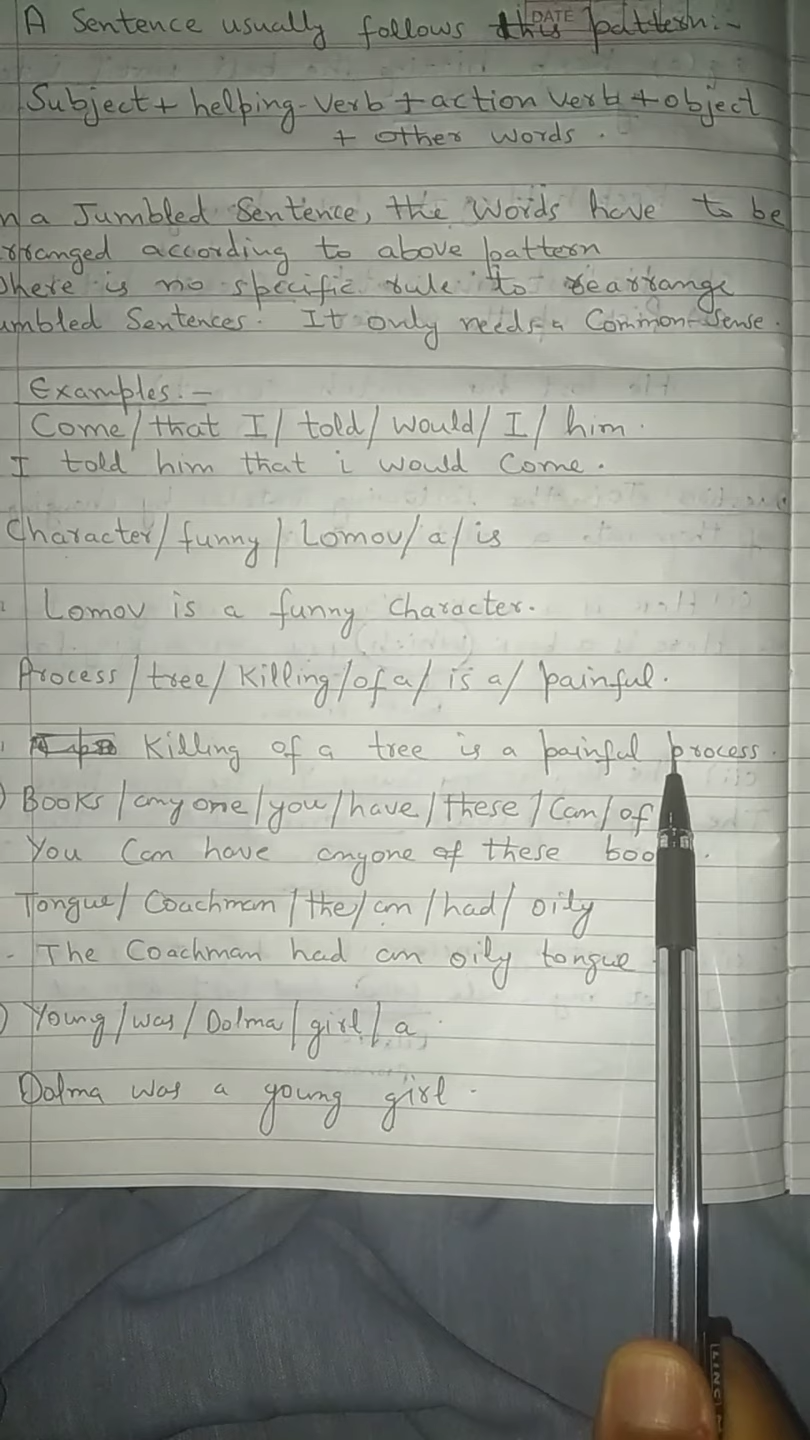 A Sentence usually follows this pattern:-
DATE
Subject + helping-verb + action verb + object
+ other words.
n a Jumbled Sentence, the Words have to be
rranged according to above pattern
here is no specific rule to rearrange
umbled Sentences. It only needs a Common-Sense.
Examples.-
Come/that I/told/would/I/him.
I told him that i would Come.
Character/funny/Lomov/a/is
Lomov is a funny Character.
Process/tree/Killing/of a/is a/painful.
Killing of a tree is a painful process.
) Books/any one/you/have/these/Can/of
You Can have anyone of these boo .
Tongue/Coachman/the/an/had/oily
- The Coachman had an oily tongue
) Young/was/Dolma/girl/a.
Dolma was a young girl.
LINC